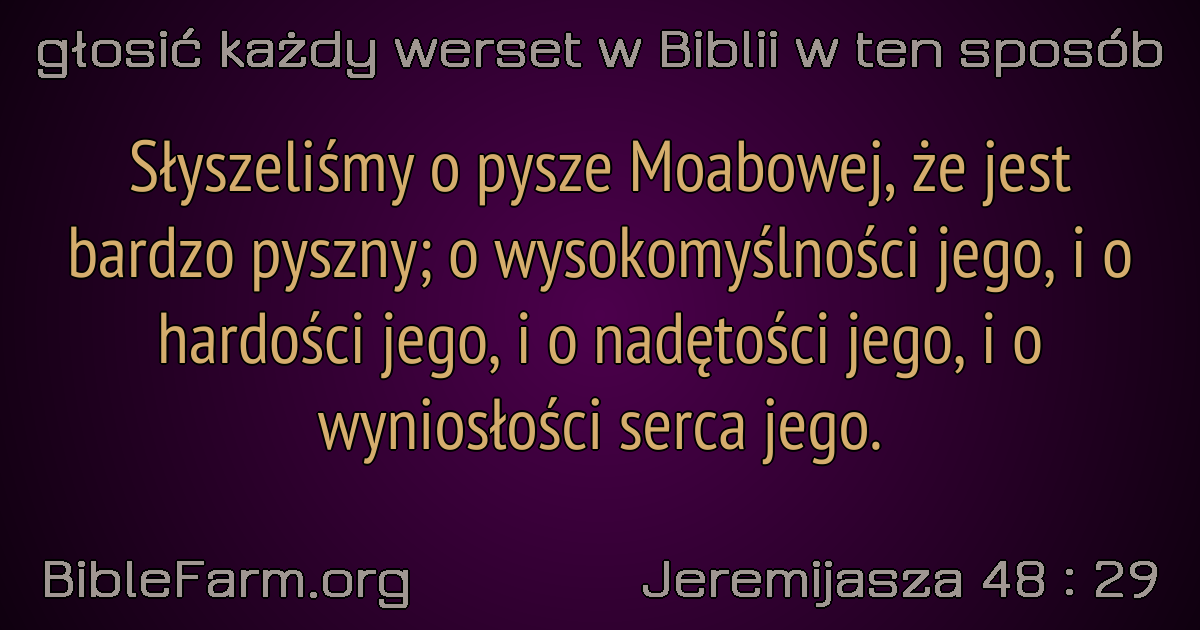 głosić każdy werset w Biblii w ten sposób
Słyszeliśmy o pysze Moabowej, że jest
bardzo pyszny; o wysokomyślności jego, i o
hardości jego, i o nadętości jego, i o
wyniosłości serca jego.
BibleFarm.org
Jeremijasza 48 : 29